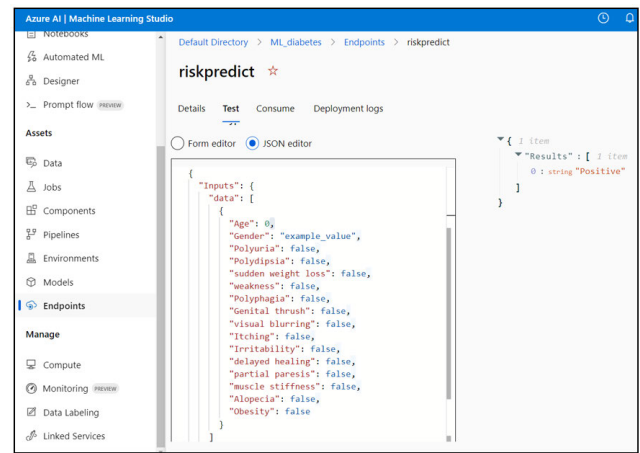 Azure AI | Machine Learning Studio
Notebooks
Automated ML
Designer
Prompt flow PREVIEW
Assets
Data
Jobs
Components
Pipelines
Environments
Models
Endpoints
Manage
Compute
Monitoring PREVIEW
Data Labeling
Linked Services
Default Directory > ML_diabetes > Endpoints > riskpredict
riskpredict
Details Test Consume Deployment logs
Form editor JSON editor
{
"Inputs": {
"data": [
{
"Age": 0,
"Gender": "example_value",
"Polyuria": false,
"Polydipsia": false,
"sudden weight loss": false,
"weakness": false,
"Polyphagia": false,
"Genital thrush": false,
"visual blurring": false,
"Itching": false,
"Irritability": false,
"delayed healing": false,
"partial paresis": false,
"muscle stiffness": false,
"Alopecia": false,
"Obesity": false
}
]
{ 1 item
"Results" : [ 1 item
0 : string "Positive"
]
}